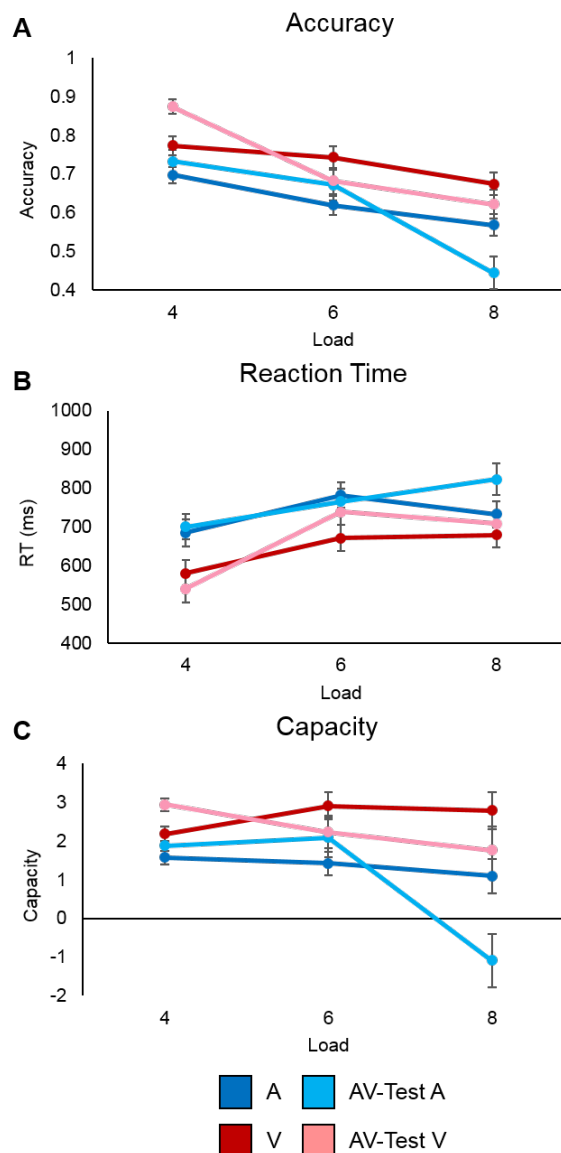 A
Accuracy
1
0.9
0.8
0.7
0.6
0.5
0.4
Accuracy
4 6 8
Load
B
Reaction Time
1000
900
800
700
600
500
400
RT (ms)
4 6 8
Load
C
Capacity
4
3
2
1
0
-1
-2
Capacity
4 6 8
Load
A AV-Test A
V AV-Test V